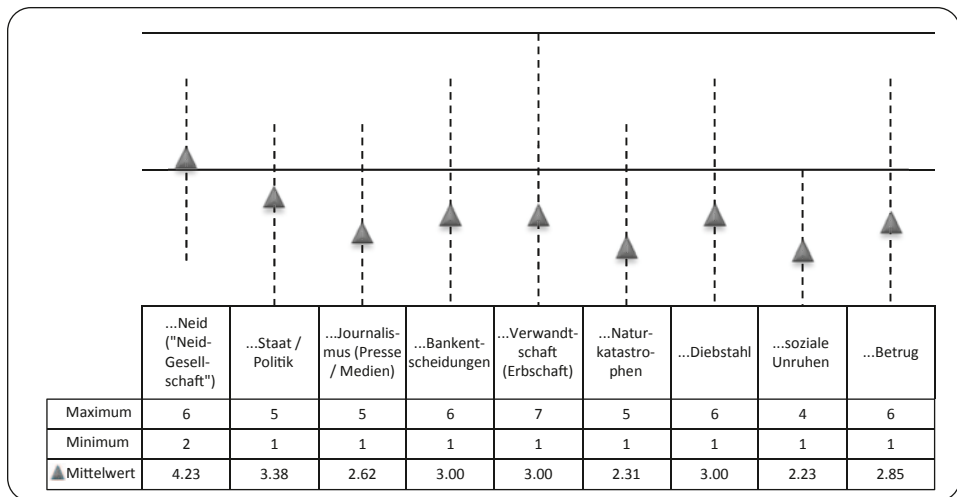 ...Neid
("Neid-
Gesell-
schaft")
...Staat /
Politik
...Journalis-
mus (Presse
/ Medien)
...Bankent-
scheidungen
...Verwandt-
schaft
(Erbschaft)
...Natur-
katastro-
phen
...Diebstahl
...soziale
Unruhen
...Betrug
Maximum 6 5 5 6 7 5 6 4 6
Minimum 2 1 1 1 1 1 1 1 1
Mittelwert 4.23 3.38 2.62 3.00 3.00 2.31 3.00 2.23 2.85